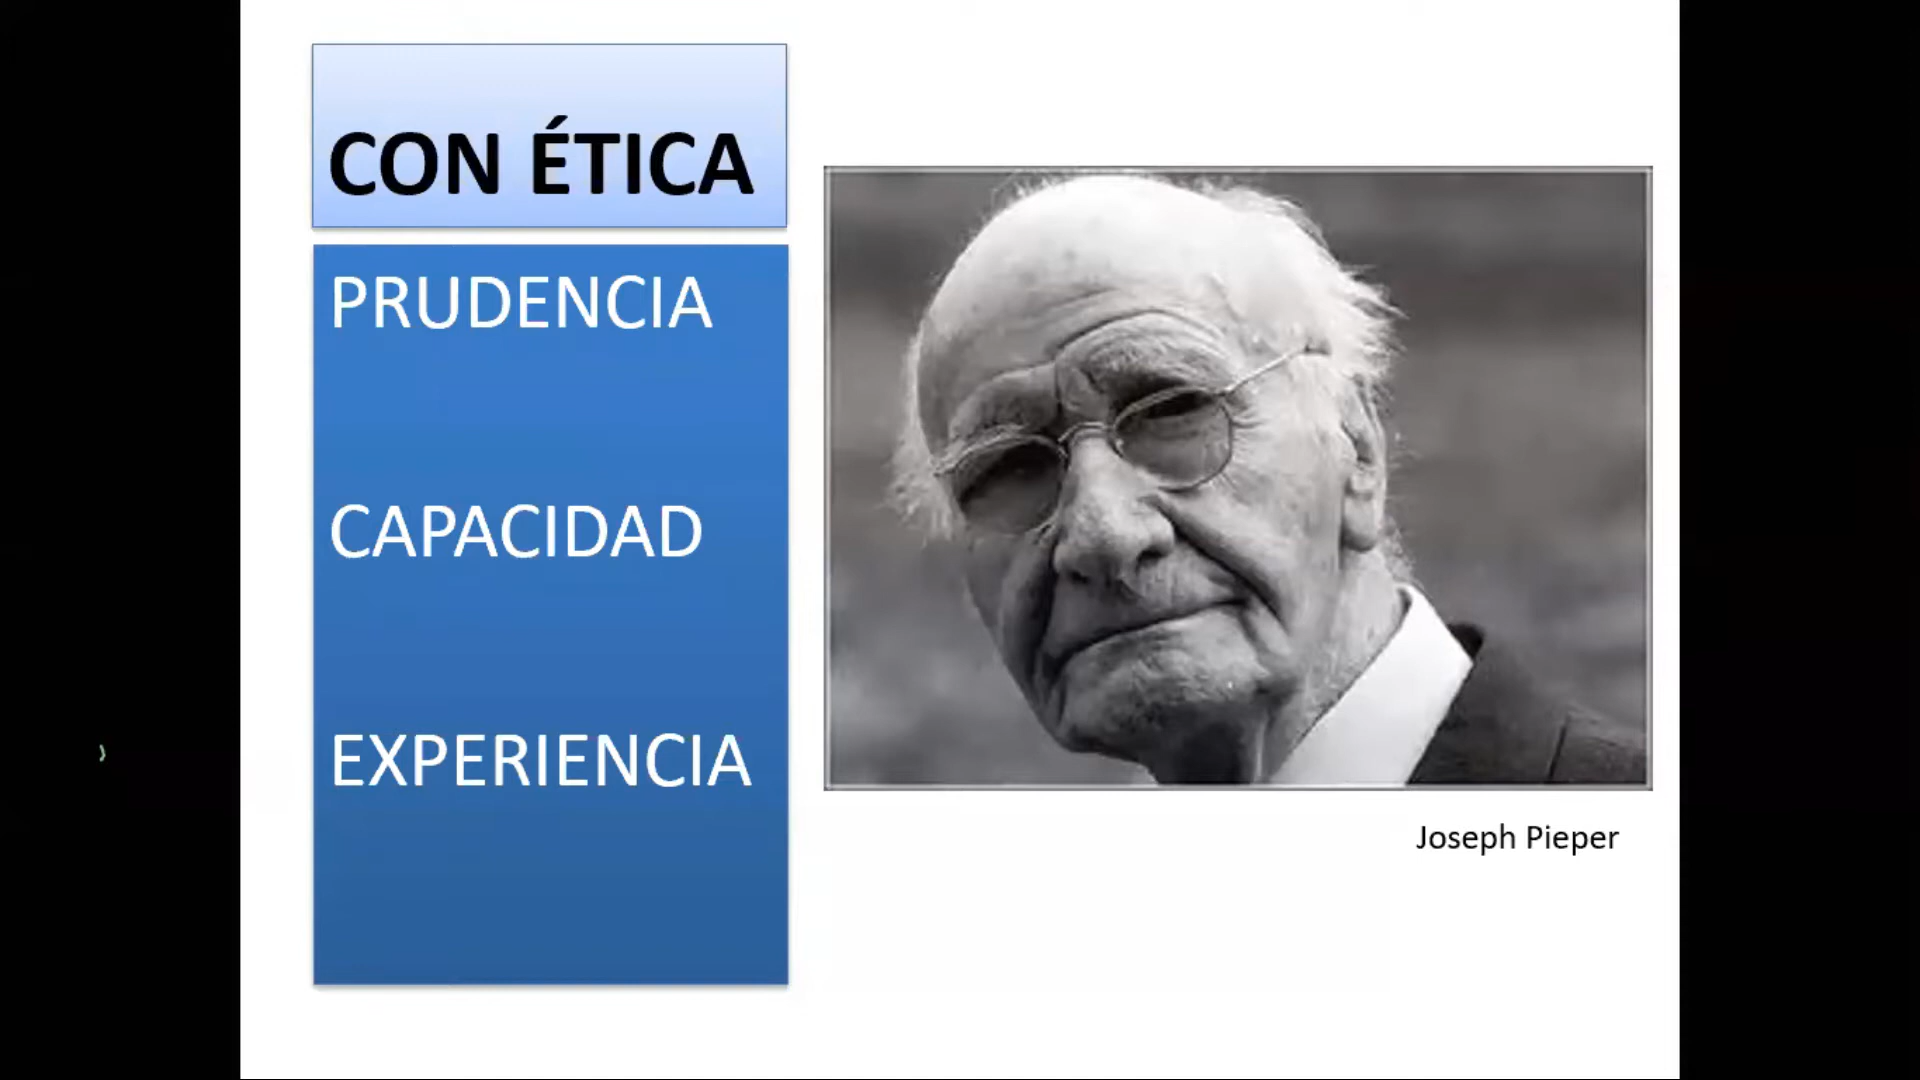 CON ÉTICA
PRUDENCIA
CAPACIDAD
EXPERIENCIA
Joseph Pieper